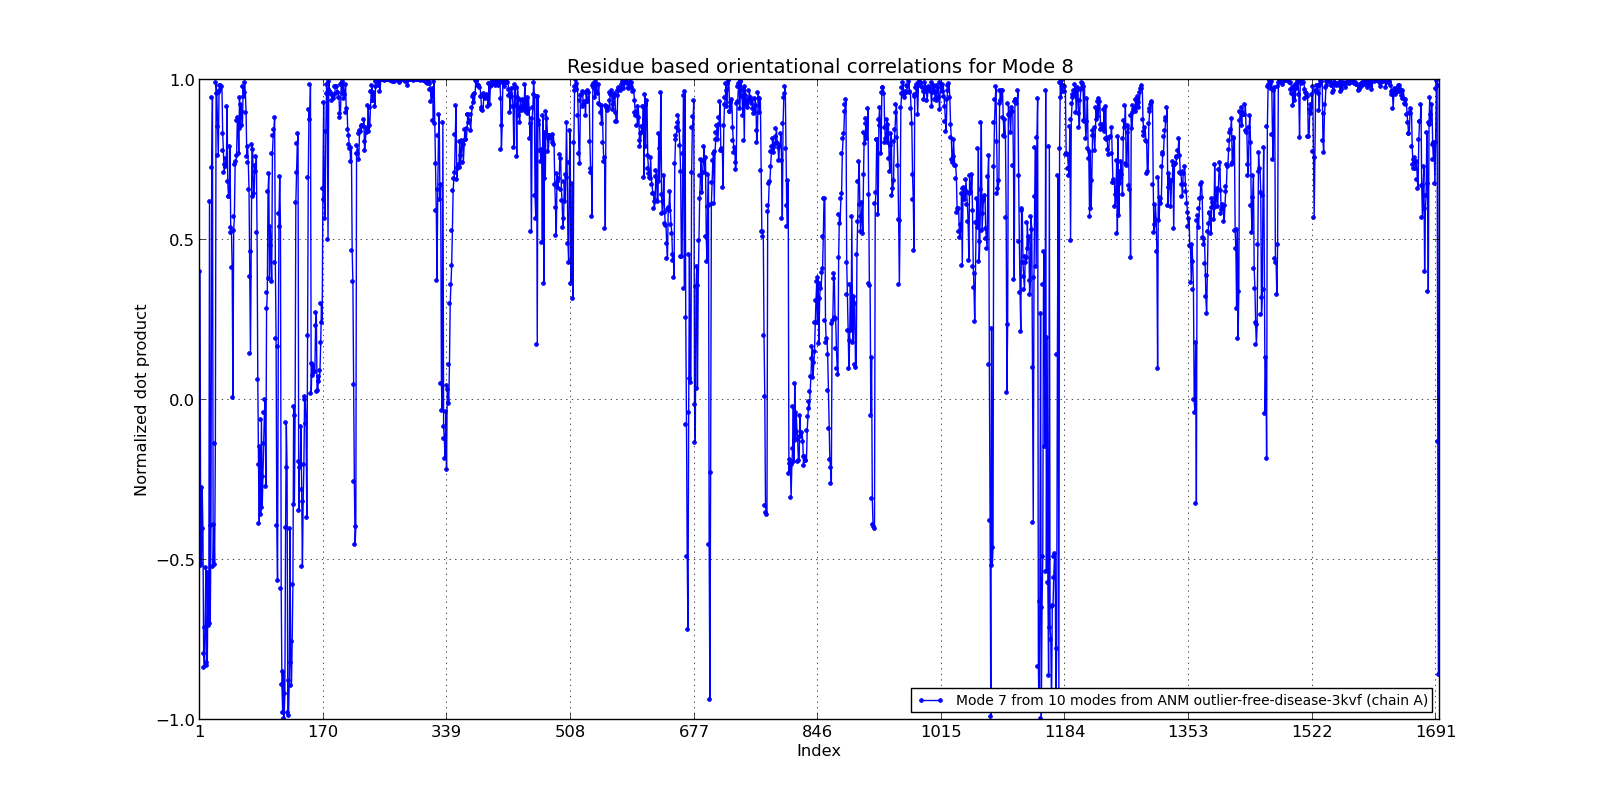 Residue based orientational correlations for Mode 8
1.0
0.5
0.0
−0.5
−1.0
Normalized dot product
Mode 7 from 10 modes from ANM outlier-free-disease-3kvf (chain A)
1 170 339 508 677 846 1015 1184 1353 1522 1691
Index